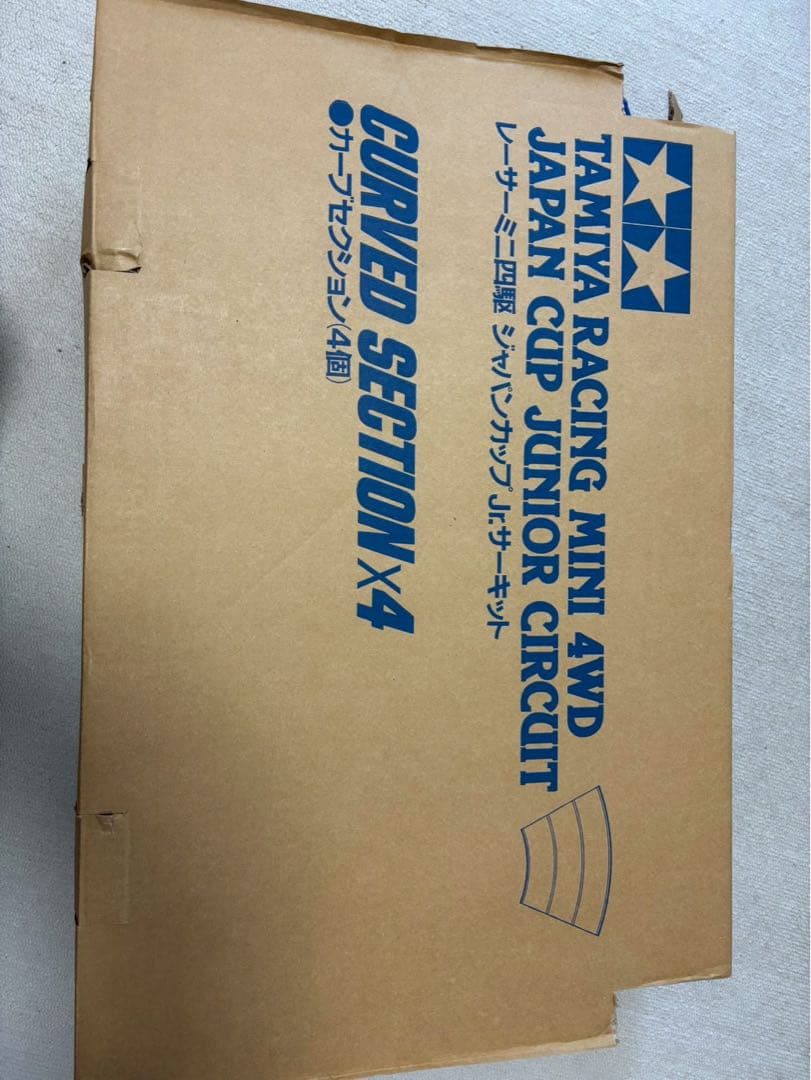 TAMIYA RACING MINI 4WD
JAPAN CUP JUNIOR CIRCUIT
レーサーミニ四駆 ジャパンカップ Jr.サーキット
CURVED SECTION×4
●カーブセクション(4個)